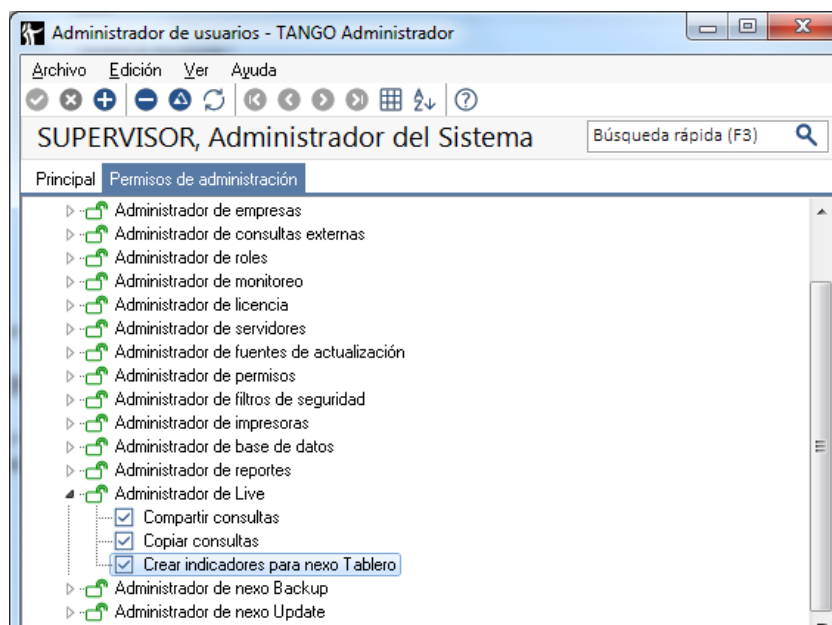 Administrador de usuarios - TANGO Administrador
Archivo Edición Ver Ayuda
SUPERVISOR, Administrador del Sistema
Búsqueda rápida (F3)
Principal Permisos de administración
Administrador de empresas
Administrador de consultas externas
Administrador de roles
Administrador de monitoreo
Administrador de licencia
Administrador de servidores
Administrador de fuentes de actualización
Administrador de permisos
Administrador de filtros de seguridad
Administrador de impresoras
Administrador de base de datos
Administrador de reportes
Administrador de Live
Compartir consultas
Copiar consultas
Crear indicadores para nexo Tablero
Administrador de nexo Backup
Administrador de nexo Update